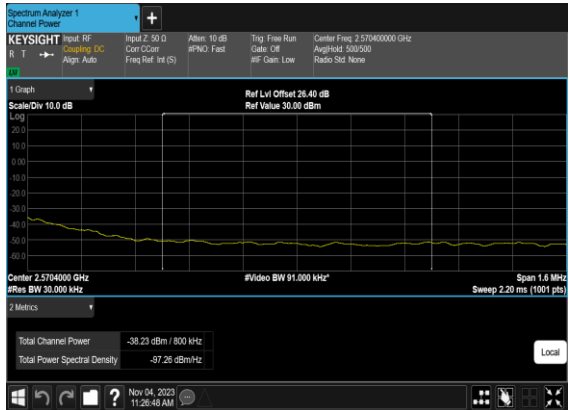 Spectrum Analyzer 1
Channel Power
+
KEYSIGHT
R T
LXI
Input: RF
Coupling: DC
Align: Auto
Input Z: 50 Ω
Corr CCorr
Freq Ref: Int (S)
Atten: 10 dB
#PNO: Fast
Trig: Free Run
Gate: Off
#IF Gain: Low
Center Freq: 2.570400000 GHz
Avg|Hold: 500/500
Radio Std: None
1 Graph
Scale/Div 10.0 dB
Ref Lvl Offset 26.40 dB
Ref Value 30.00 dBm
Log
20.0
10.0
0.00
-10.0
-20.0
-30.0
-40.0
-50.0
-60.0
Center 2.5704000 GHz
#Res BW 30.000 kHz
#Video BW 91.000 kHz*
Span 1.6 MHz
Sweep 2.20 ms (1001 pts)
2 Metrics
Total Channel Power -38.23 dBm / 800 kHz
Total Power Spectral Density -97.26 dBm/Hz
Local
?
Nov 04, 2023
11:26:48 AM